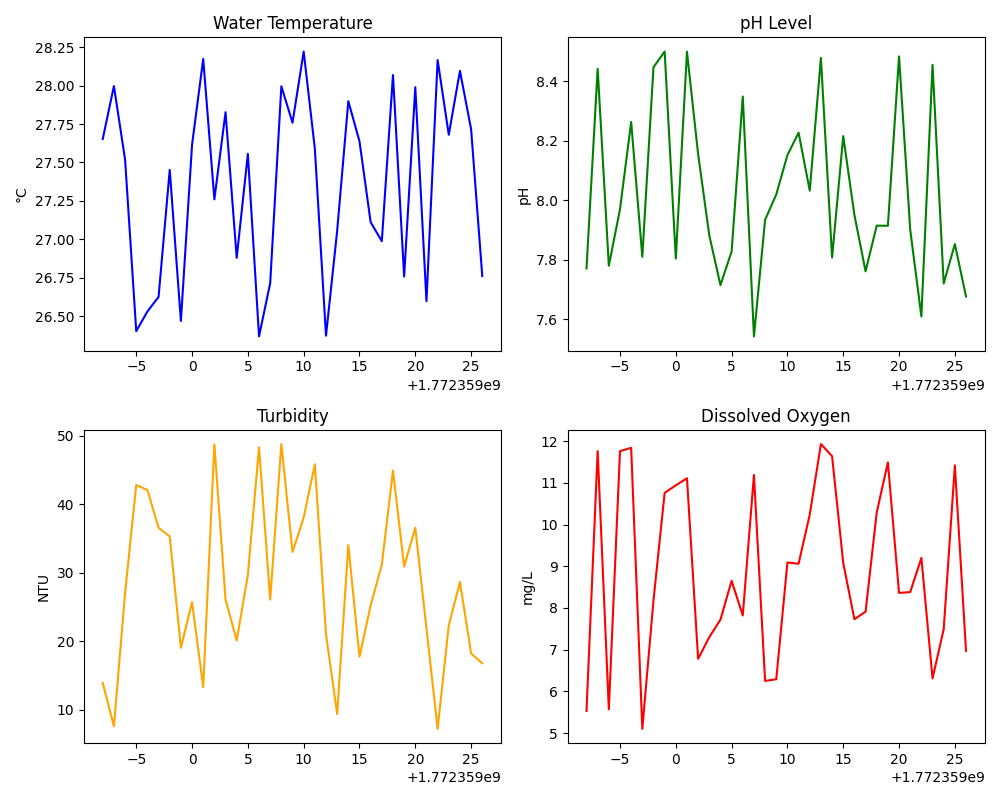 Water Temperature
°C
28.25
28.00
27.75
27.50
27.25
27.00
26.75
26.50
−5 0 5 10 15 20 25
+1.772359e9
pH Level
pH
8.4
8.2
8.0
7.8
7.6
−5 0 5 10 15 20 25
+1.772359e9
Turbidity
NTU
50
40
30
20
10
−5 0 5 10 15 20 25
+1.772359e9
Dissolved Oxygen
mg/L
12
11
10
9
8
7
6
5
−5 0 5 10 15 20 25
+1.772359e9